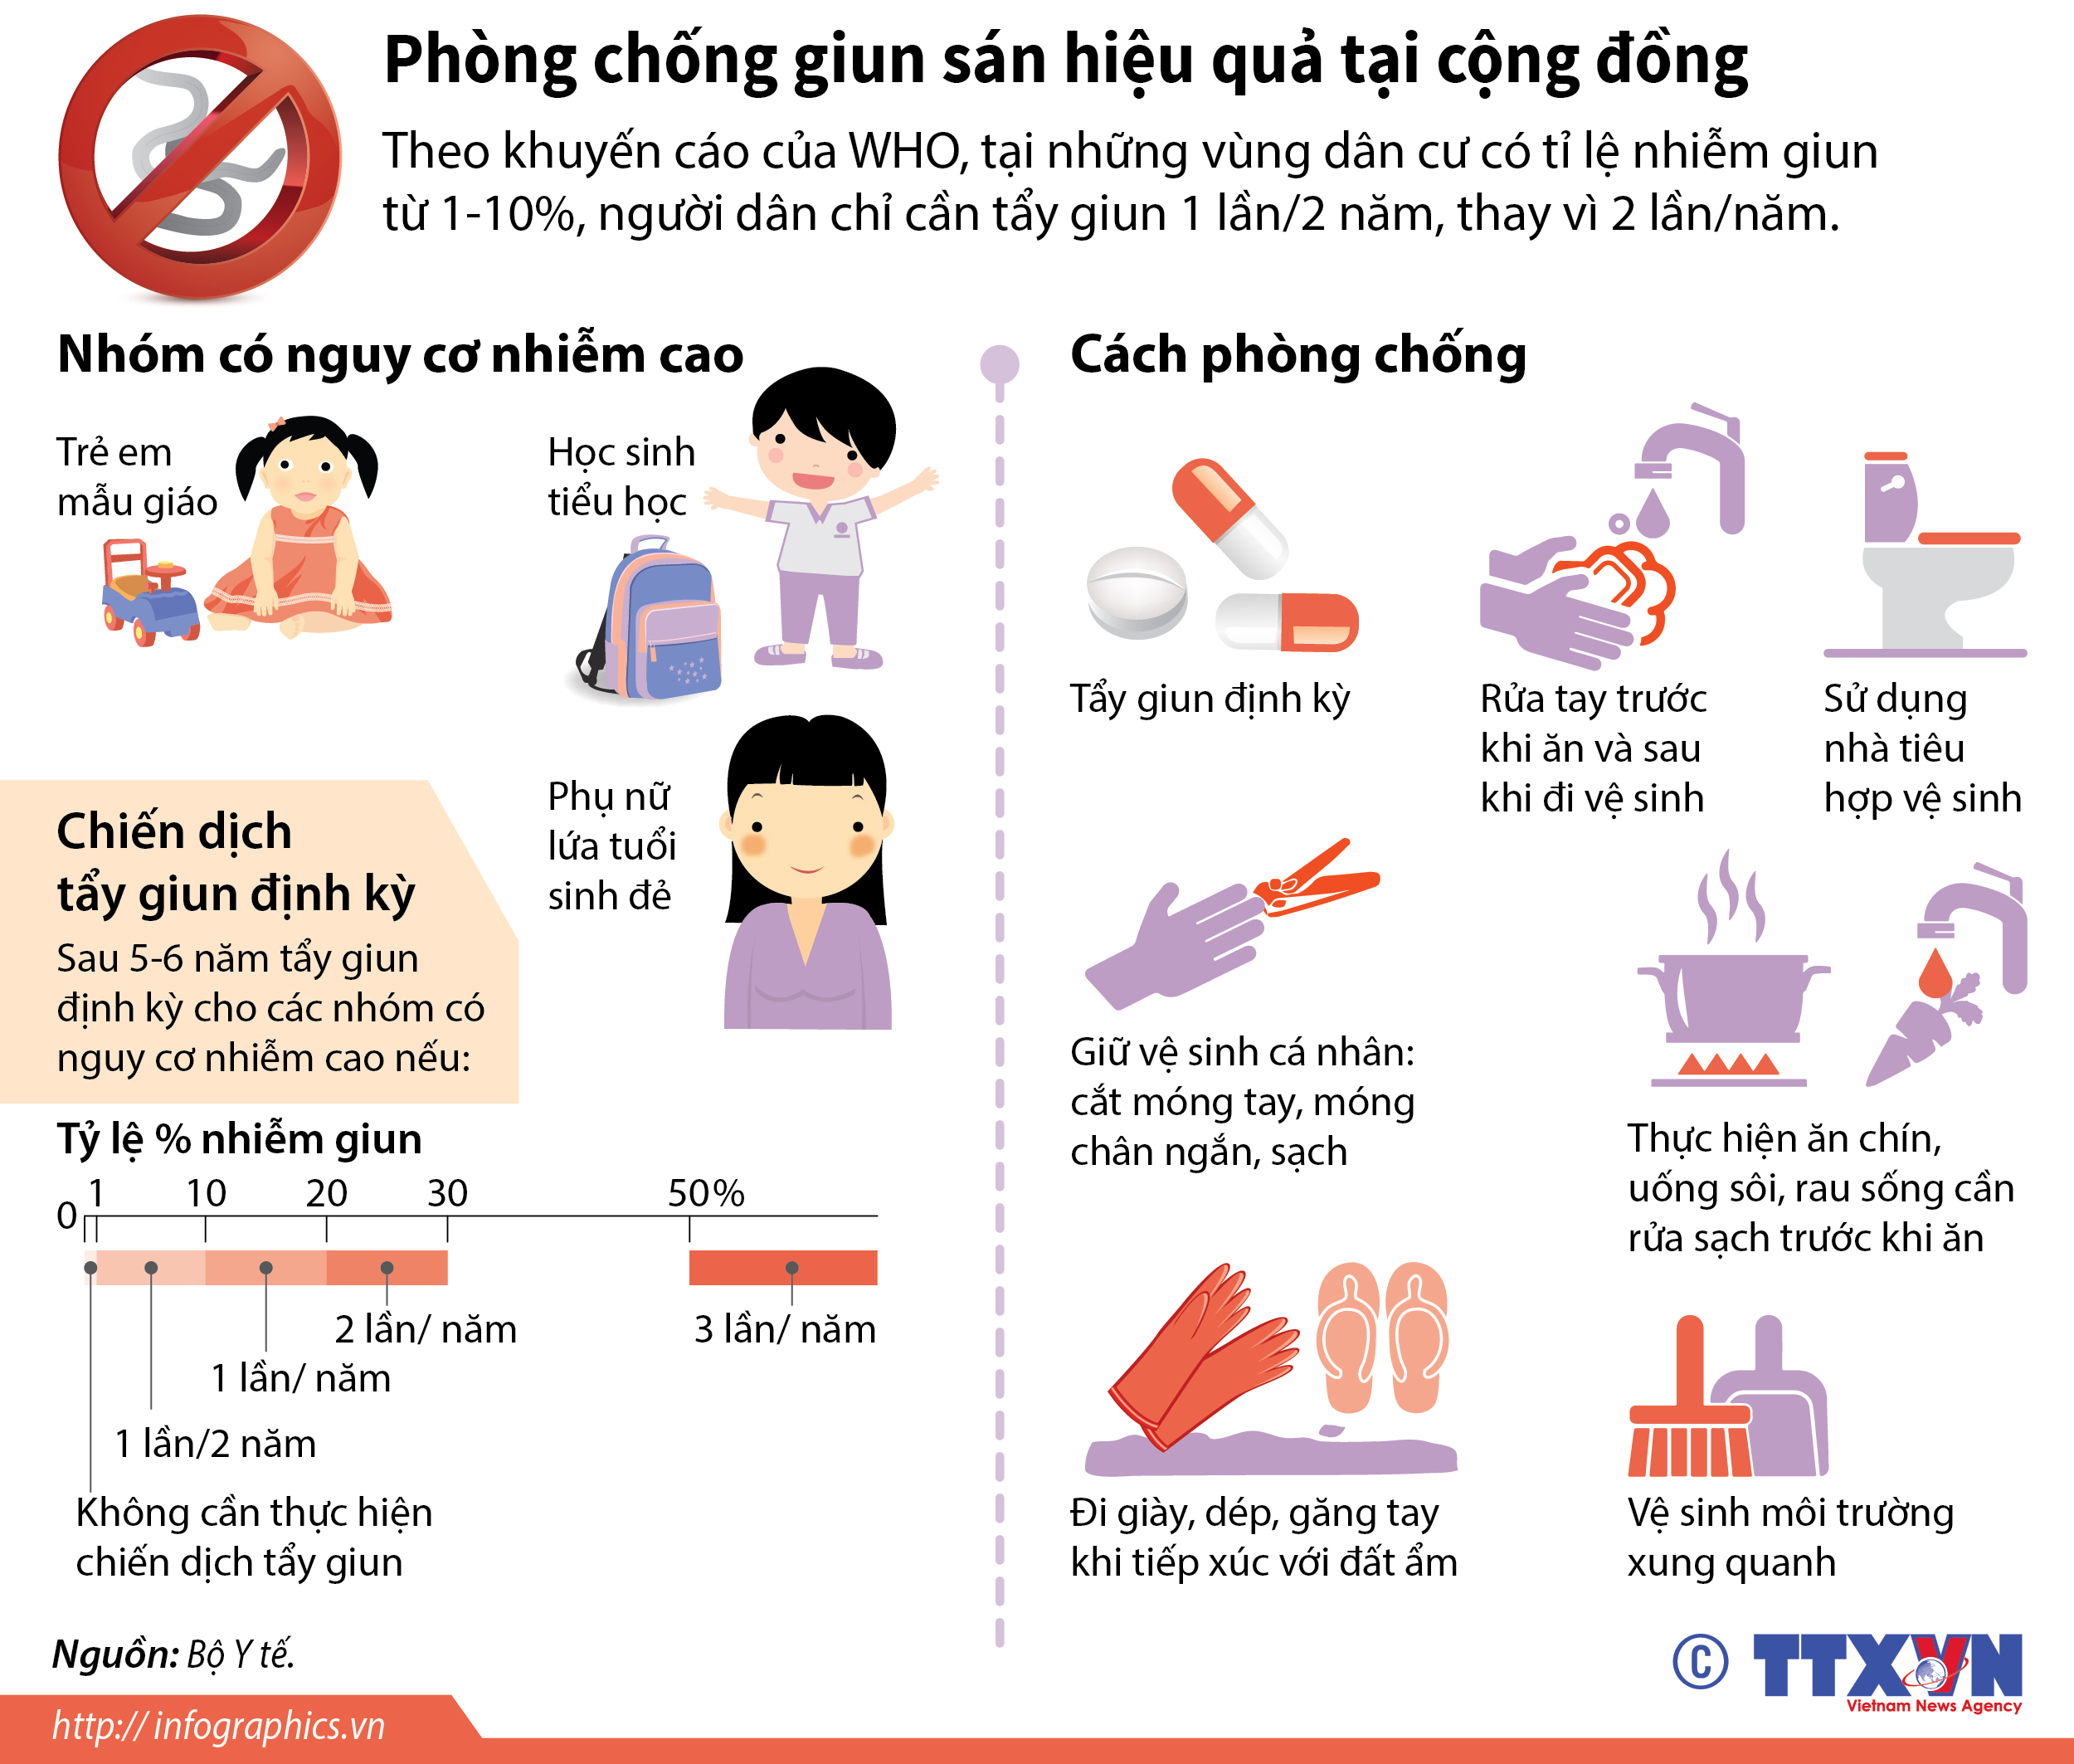 Phòng chống giun sán hiệu quả tại cộng đồng
Theo khuyến cáo của WHO, tại những vùng dân cư có tỉ lệ nhiễm giun
từ 1-10%, người dân chỉ cần tẩy giun 1 lần/2 năm, thay vì 2 lần/năm.
Nhóm có nguy cơ nhiễm cao
Trẻ em
mẫu giáo
Học sinh
tiểu học
Phụ nữ
lứa tuổi
sinh đẻ
Chiến dịch
tẩy giun định kỳ
Sau 5-6 năm tẩy giun
định kỳ cho các nhóm có
nguy cơ nhiễm cao nếu:
Tỷ lệ % nhiễm giun
0 1 10 20 30 50%
2 lần/ năm
3 lần/ năm
1 lần/ năm
1 lần/2 năm
Không cần thực hiện
chiến dịch tẩy giun
Cách phòng chống
Tẩy giun định kỳ
Rửa tay trước
khi ăn và sau
khi đi vệ sinh
Sử dụng
nhà tiêu
hợp vệ sinh
Giữ vệ sinh cá nhân:
cắt móng tay, móng
chân ngắn, sạch
Thực hiện ăn chín,
uống sôi, rau sống cần
rửa sạch trước khi ăn
Đi giày, dép, găng tay
khi tiếp xúc với đất ẩm
Vệ sinh môi trường
xung quanh
Nguồn: Bộ Y tế.
http:// infographics.vn
© TTXVN
Vietnam News Agency